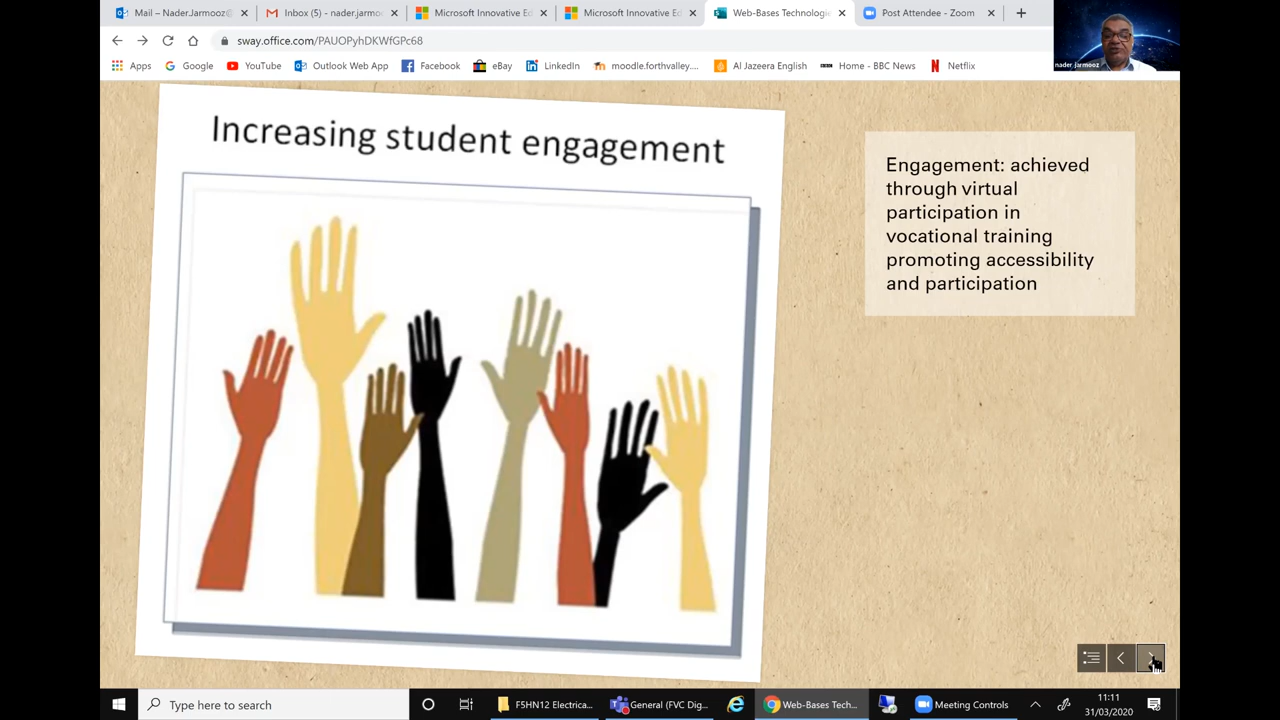 Mail – Nader.Jarmooz@
Inbox (5) - nader.jarmo
Microsoft Innovative Ed
Microsoft Innovative Ed
Web-Bases Technologi
Post Attendee - Zoom
sway.office.com/PAUOPyhDKWfGPc68
nader jarmooz
Apps
Google
YouTube
Outlook Web App
Facebook
eBay
LinkedIn
moodle.forthvalley....
Al Jazeera English
Home - BBC News
Netflix
Increasing student engagement
Engagement: achieved
through virtual
participation in
vocational training
promoting accessibility
and participation
Type here to search
F5HN12 Electrica...
General (FVC Dig...
Web-Bases Tech...
Meeting Controls
11:11
31/03/2020